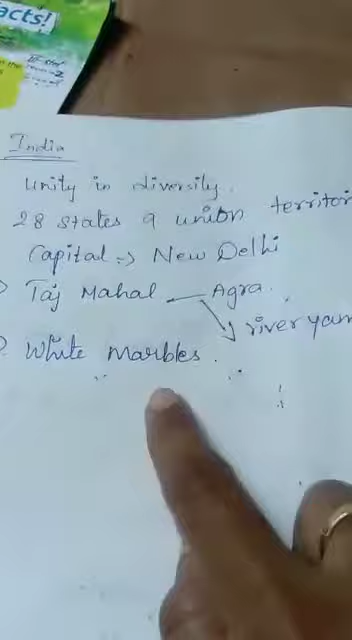 acts!
India
Unity in diversity.
28 states 9 union territor
Capital => New Delhi
Taj Mahal — Agra.
river yam
White Marbles.